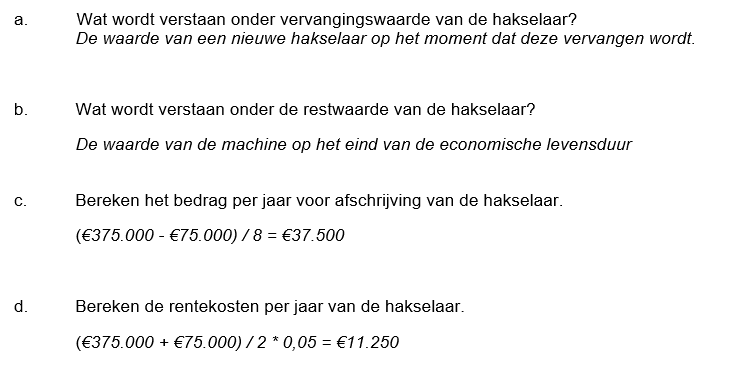 a. Wat wordt verstaan onder vervangingswaarde van de hakselaar?
De waarde van een nieuwe hakselaar op het moment dat deze vervangen wordt.
b. Wat wordt verstaan onder de restwaarde van de hakselaar?
De waarde van de machine op het eind van de economische levensduur
c. Bereken het bedrag per jaar voor afschrijving van de hakselaar.
(€375.000 - €75.000) / 8 = €37.500
d. Bereken de rentekosten per jaar van de hakselaar.
(€375.000 + €75.000) / 2 * 0,05 = €11.250